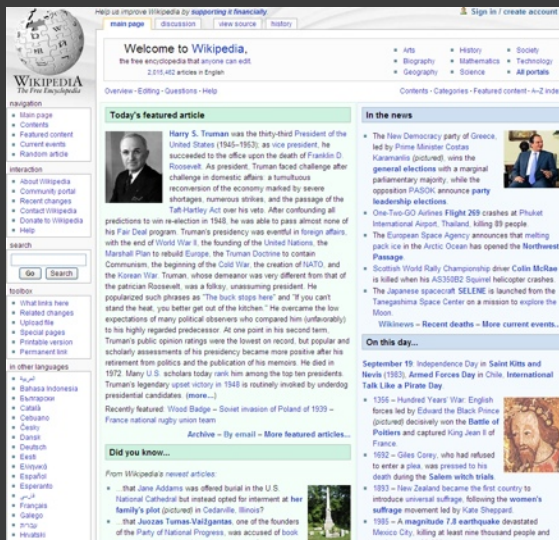 Help us improve Wikipedia by supporting it financially.
Sign in / create account
main page
discussion
view source
history
WIKIPEDIA
The Free Encyclopedia
navigation
Main page
Contents
Featured content
Current events
Random article
interaction
About Wikipedia
Community portal
Recent changes
Contact Wikipedia
Donate to Wikipedia
Help
search
Go
Search
toolbox
What links here
Related changes
Upload file
Special pages
Printable version
Permanent link
in other languages
العربية
Bahasa Indonesia
Български
Català
Cebuano
Česky
Dansk
Deutsch
Eesti
Ελληνικά
Español
Esperanto
فارسی
Français
Galego
עברית
Hrvatski
Welcome to Wikipedia,
the free encyclopedia that anyone can edit.
2,015,462 articles in English
Arts
Biography
Geography
History
Mathematics
Science
Society
Technology
All portals
Overview · Editing · Questions · Help
Contents · Categories · Featured content · A–Z inde
Today's featured article
Harry S. Truman was the thirty-third President of the
United States (1945–1953); as vice president, he
succeeded to the office upon the death of Franklin D.
Roosevelt. As president, Truman faced challenge after
challenge in domestic affairs: a tumultuous
reconversion of the economy marked by severe
shortages, numerous strikes, and the passage of the
Taft-Hartley Act over his veto. After confounding all
predictions to win re-election in 1948, he was able to pass almost none of
his Fair Deal program. Truman's presidency was eventful in foreign affairs,
with the end of World War II, the founding of the United Nations, the
Marshall Plan to rebuild Europe, the Truman Doctrine to contain
Communism, the beginning of the Cold War, the creation of NATO, and
the Korean War. Truman, whose demeanor was very different from that of
the patrician Roosevelt, was a folksy, unassuming president. He
popularized such phrases as "The buck stops here" and "If you can't
stand the heat, you better get out of the kitchen." He overcame the low
expectations of many political observers who compared him (unfavorably)
to his highly regarded predecessor. At one point in his second term,
Truman's public opinion ratings were the lowest on record, but popular and
scholarly assessments of his presidency became more positive after his
retirement from politics and the publication of his memoirs. He died in
1972. Many U.S. scholars today rank him among the top ten presidents.
Truman's legendary upset victory in 1948 is routinely invoked by underdog
presidential candidates. (more...)
Recently featured: Wood Badge – Soviet invasion of Poland of 1939 –
France national rugby union team
Archive – By email – More featured articles...
Did you know...
From Wikipedia's newest articles:
...that Jane Addams was offered burial in the U.S.
National Cathedral but instead opted for interment at her
family's plot (pictured) in Cedarville, Illinois?
...that Juozas Tumas-Vaižgantas, one of the founders
of the Party of National Progress, was accused of book
In the news
The New Democracy party of Greece,
led by Prime Minister Costas
Karamanlis (pictured), wins the
general elections with a marginal
parliamentary majority, while the
opposition PASOK announce party
leadership elections.
One-Two-GO Airlines Flight 269 crashes at Phuket
International Airport, Thailand, killing 89 people
The European Space Agency announces that melting
pack ice in the Arctic Ocean has opened the Northwest
Passage.
Scottish World Rally Championship driver Colin McRae
is killed when his AS350B2 Squirrel helicopter crashes.
The Japanese spacecraft SELENE is launched from the
Tanegashima Space Center on a mission to explore the
Moon.
Wikinews – Recent deaths – More current events...
On this day...
September 19: Independence Day in Saint Kitts and
Nevis (1983), Armed Forces Day in Chile, International
Talk Like a Pirate Day.
1356 – Hundred Years' War: English
forces led by Edward the Black Prince
(pictured) decisively won the Battle of
Poitiers and captured King Jean II of
France.
1692 – Giles Corey, who had refused
to enter a plea, was pressed to his
death during the Salem witch trials.
1893 – New Zealand became the first country to
introduce universal suffrage, following the women's
suffrage movement led by Kate Sheppard.
1985 – A magnitude 7.8 earthquake devastated
Mexico City, killing at least nine thousand people and